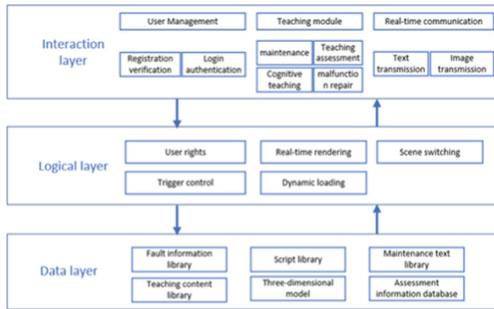 User Management
Teaching module
Real-time communication
Interaction
layer
Registration
verification
Login
authentication
maintenance
Teaching
assessment
Cognitive
teaching
malfunctio
n repair
Text
transmission
Image
transmission
Logical layer
User rights
Real-time rendering
Scene switching
Trigger control
Dynamic loading
Data layer
Fault information
library
Script library
Maintenance text
library
Teaching content
library
Three-dimensional
model
Assessment
information database